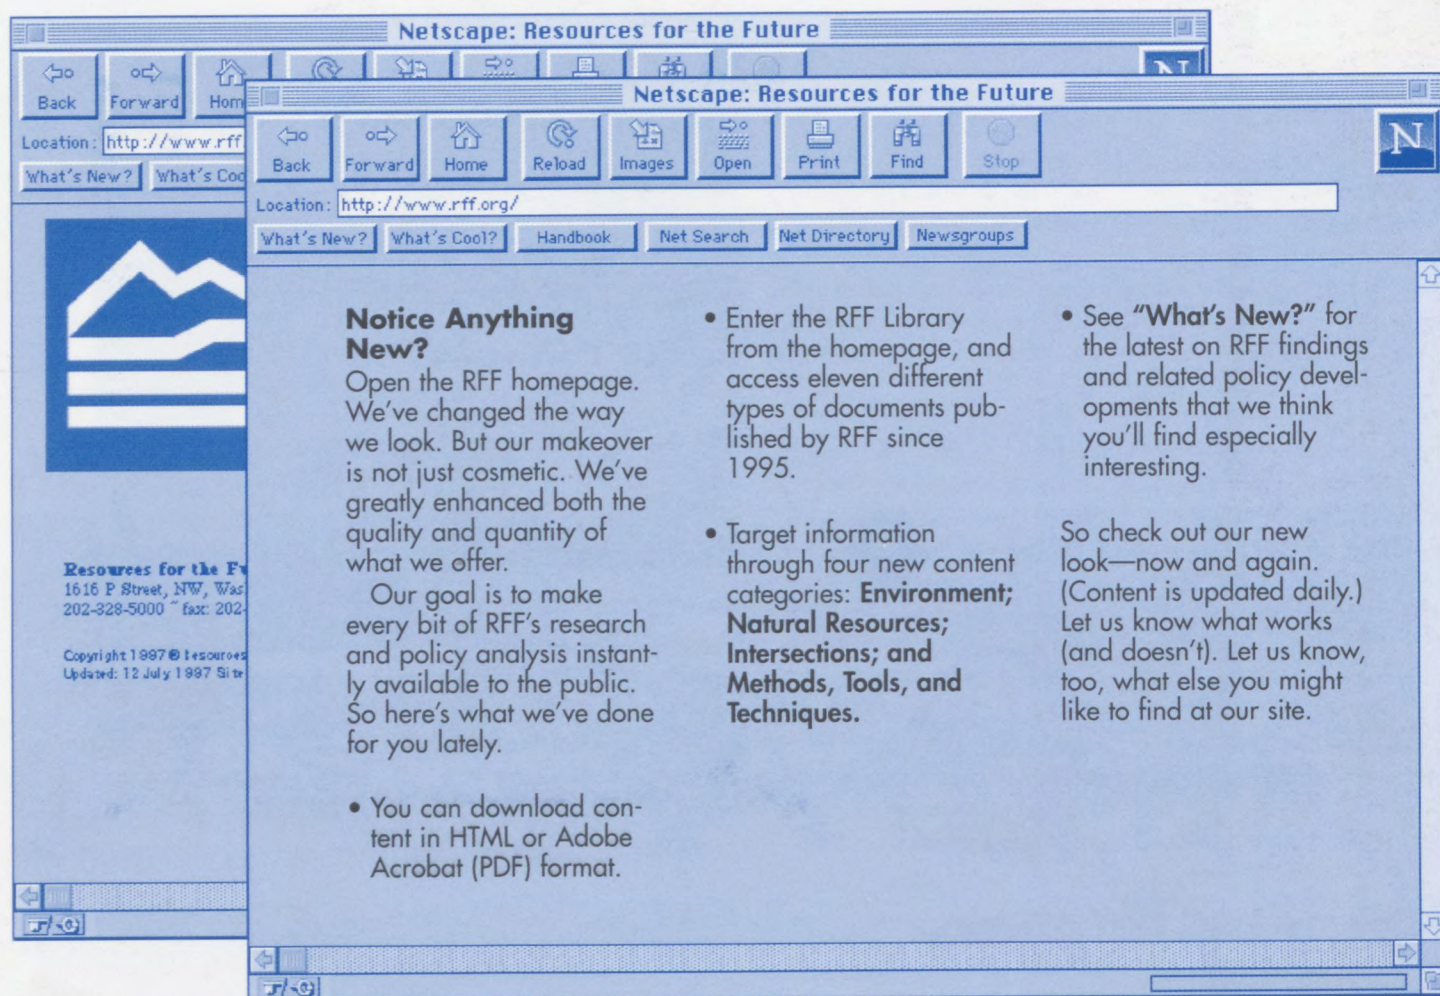 Netscape: Resources for the Future
Back
Forward
Location: http://www.rff
What's New?
What's Coo
Resources for the Fu
1616 P Street, NW, Was
202-328-5000 ~ fax: 202-
Copyright 1997
Updated: 12 July 1997 Site
Netscape: Resources for the Future
Back
Forward
Home
Reload
Images
Open
Print
Find
Stop
N
Location: http://www.rff.org/
What's New?
What's Cool?
Handbook
Net Search
Net Directory
Newsgroups
Notice Anything
New?
Open the RFF homepage.
We've changed the way
we look. But our makeover
is not just cosmetic. We've
greatly enhanced both the
quality and quantity of
what we offer.
Our goal is to make
every bit of RFF's research
and policy analysis instant-
ly available to the public.
So here's what we've done
for you lately.
• You can download con-
tent in HTML or Adobe
Acrobat (PDF) format.
• Enter the RFF Library
from the homepage, and
access eleven different
types of documents pub-
lished by RFF since
1995.
• Target information
through four new content
categories: Environment;
Natural Resources;
Intersections; and
Methods, Tools, and
Techniques.
• See "What's New?" for
the latest on RFF findings
and related policy devel-
opments that we think
you'll find especially
interesting.
So check out our new
look—now and again.
(Content is updated daily.)
Let us know what works
(and doesn't). Let us know,
too, what else you might
like to find at our site.